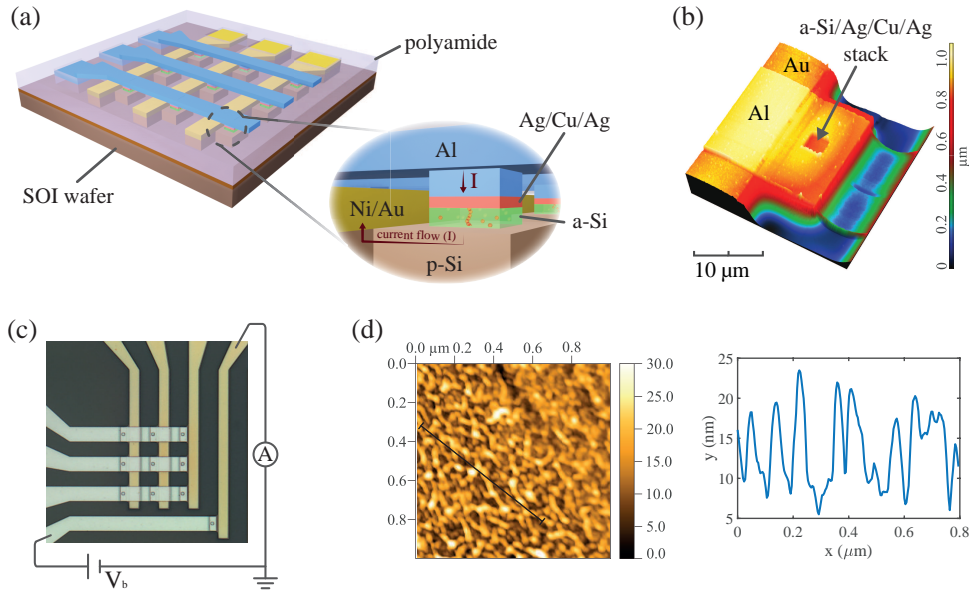 (a)
polyamide
SOI wafer
Al
I
Ni/Au
current flow (I)
p-Si
Ag/Cu/Ag
a-Si
(b)
a-Si/Ag/Cu/Ag
stack
Au
Al
10 μm
1.0
0.8
0.6
0.4
0.2
0
μm
(c)
A
V_b
(d)
0.0 μm 0.2 0.4 0.6 0.8
0.0
0.2
0.4
0.6
0.8
30.0
25.0
20.0
15.0
10.0
5.0
0.0
25
20
15
10
5
y (nm)
0 0.2 0.4 0.6 0.8
x (μm)